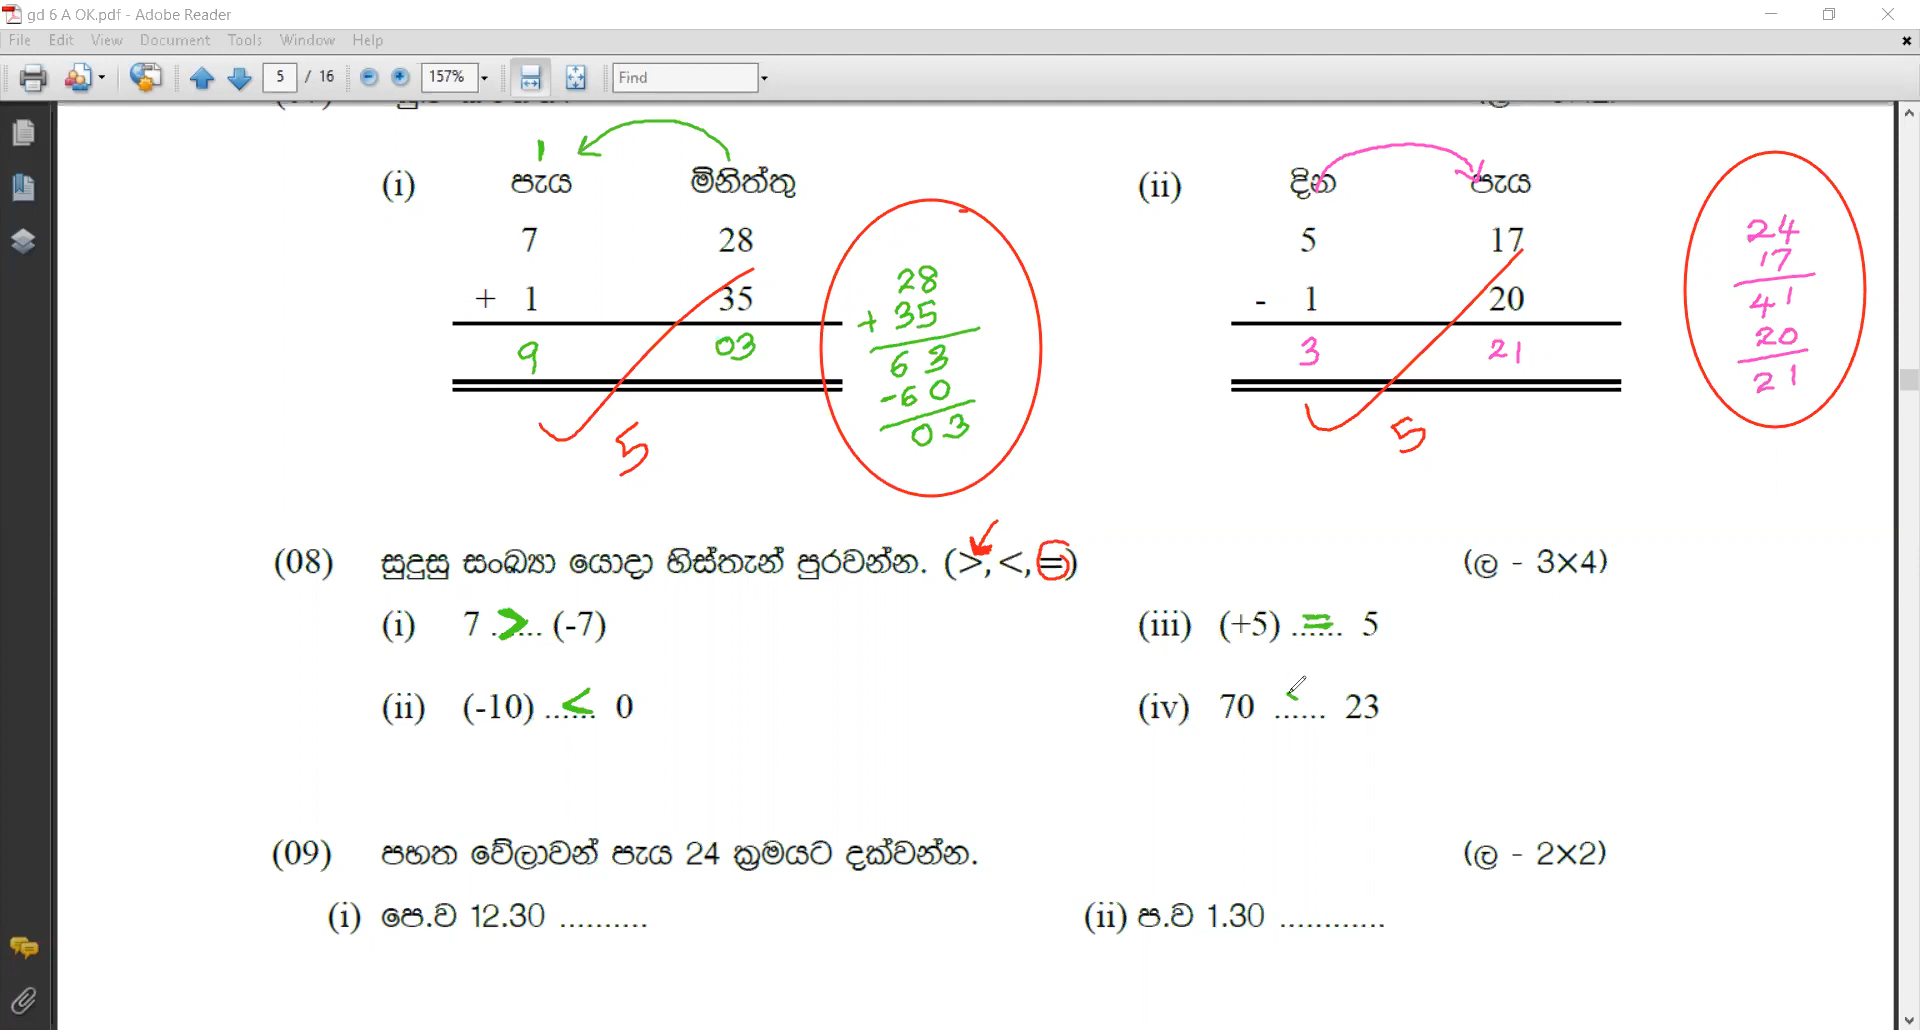 gd 6 A OK.pdf - Adobe Reader
File Edit View Document Tools Window Help
5 / 16 157% Find
1
(i) පැය මිනිත්තු
7 28
+ 1 35
9 03
28
+ 35
63
-60
03
5
(ii) දින පැය
5 17
- 1 20
3 21
24
17
41
20
21
5
(08) සුදුසු සංඛ්‍යා යොදා හිස්තැන් පුරවන්න. (>, <, =) (ල - 3×4)
(i) 7 ..>... (-7)
(iii) (+5) ..=... 5
(ii) (-10) ..<... 0
(iv) 70 ...... 23
(09) පහත වේලාවන් පැය 24 ක්‍රමයට දක්වන්න. (ල - 2×2)
(i) පෙ.ව 12.30 ..........
(ii) ප.ව 1.30 ............